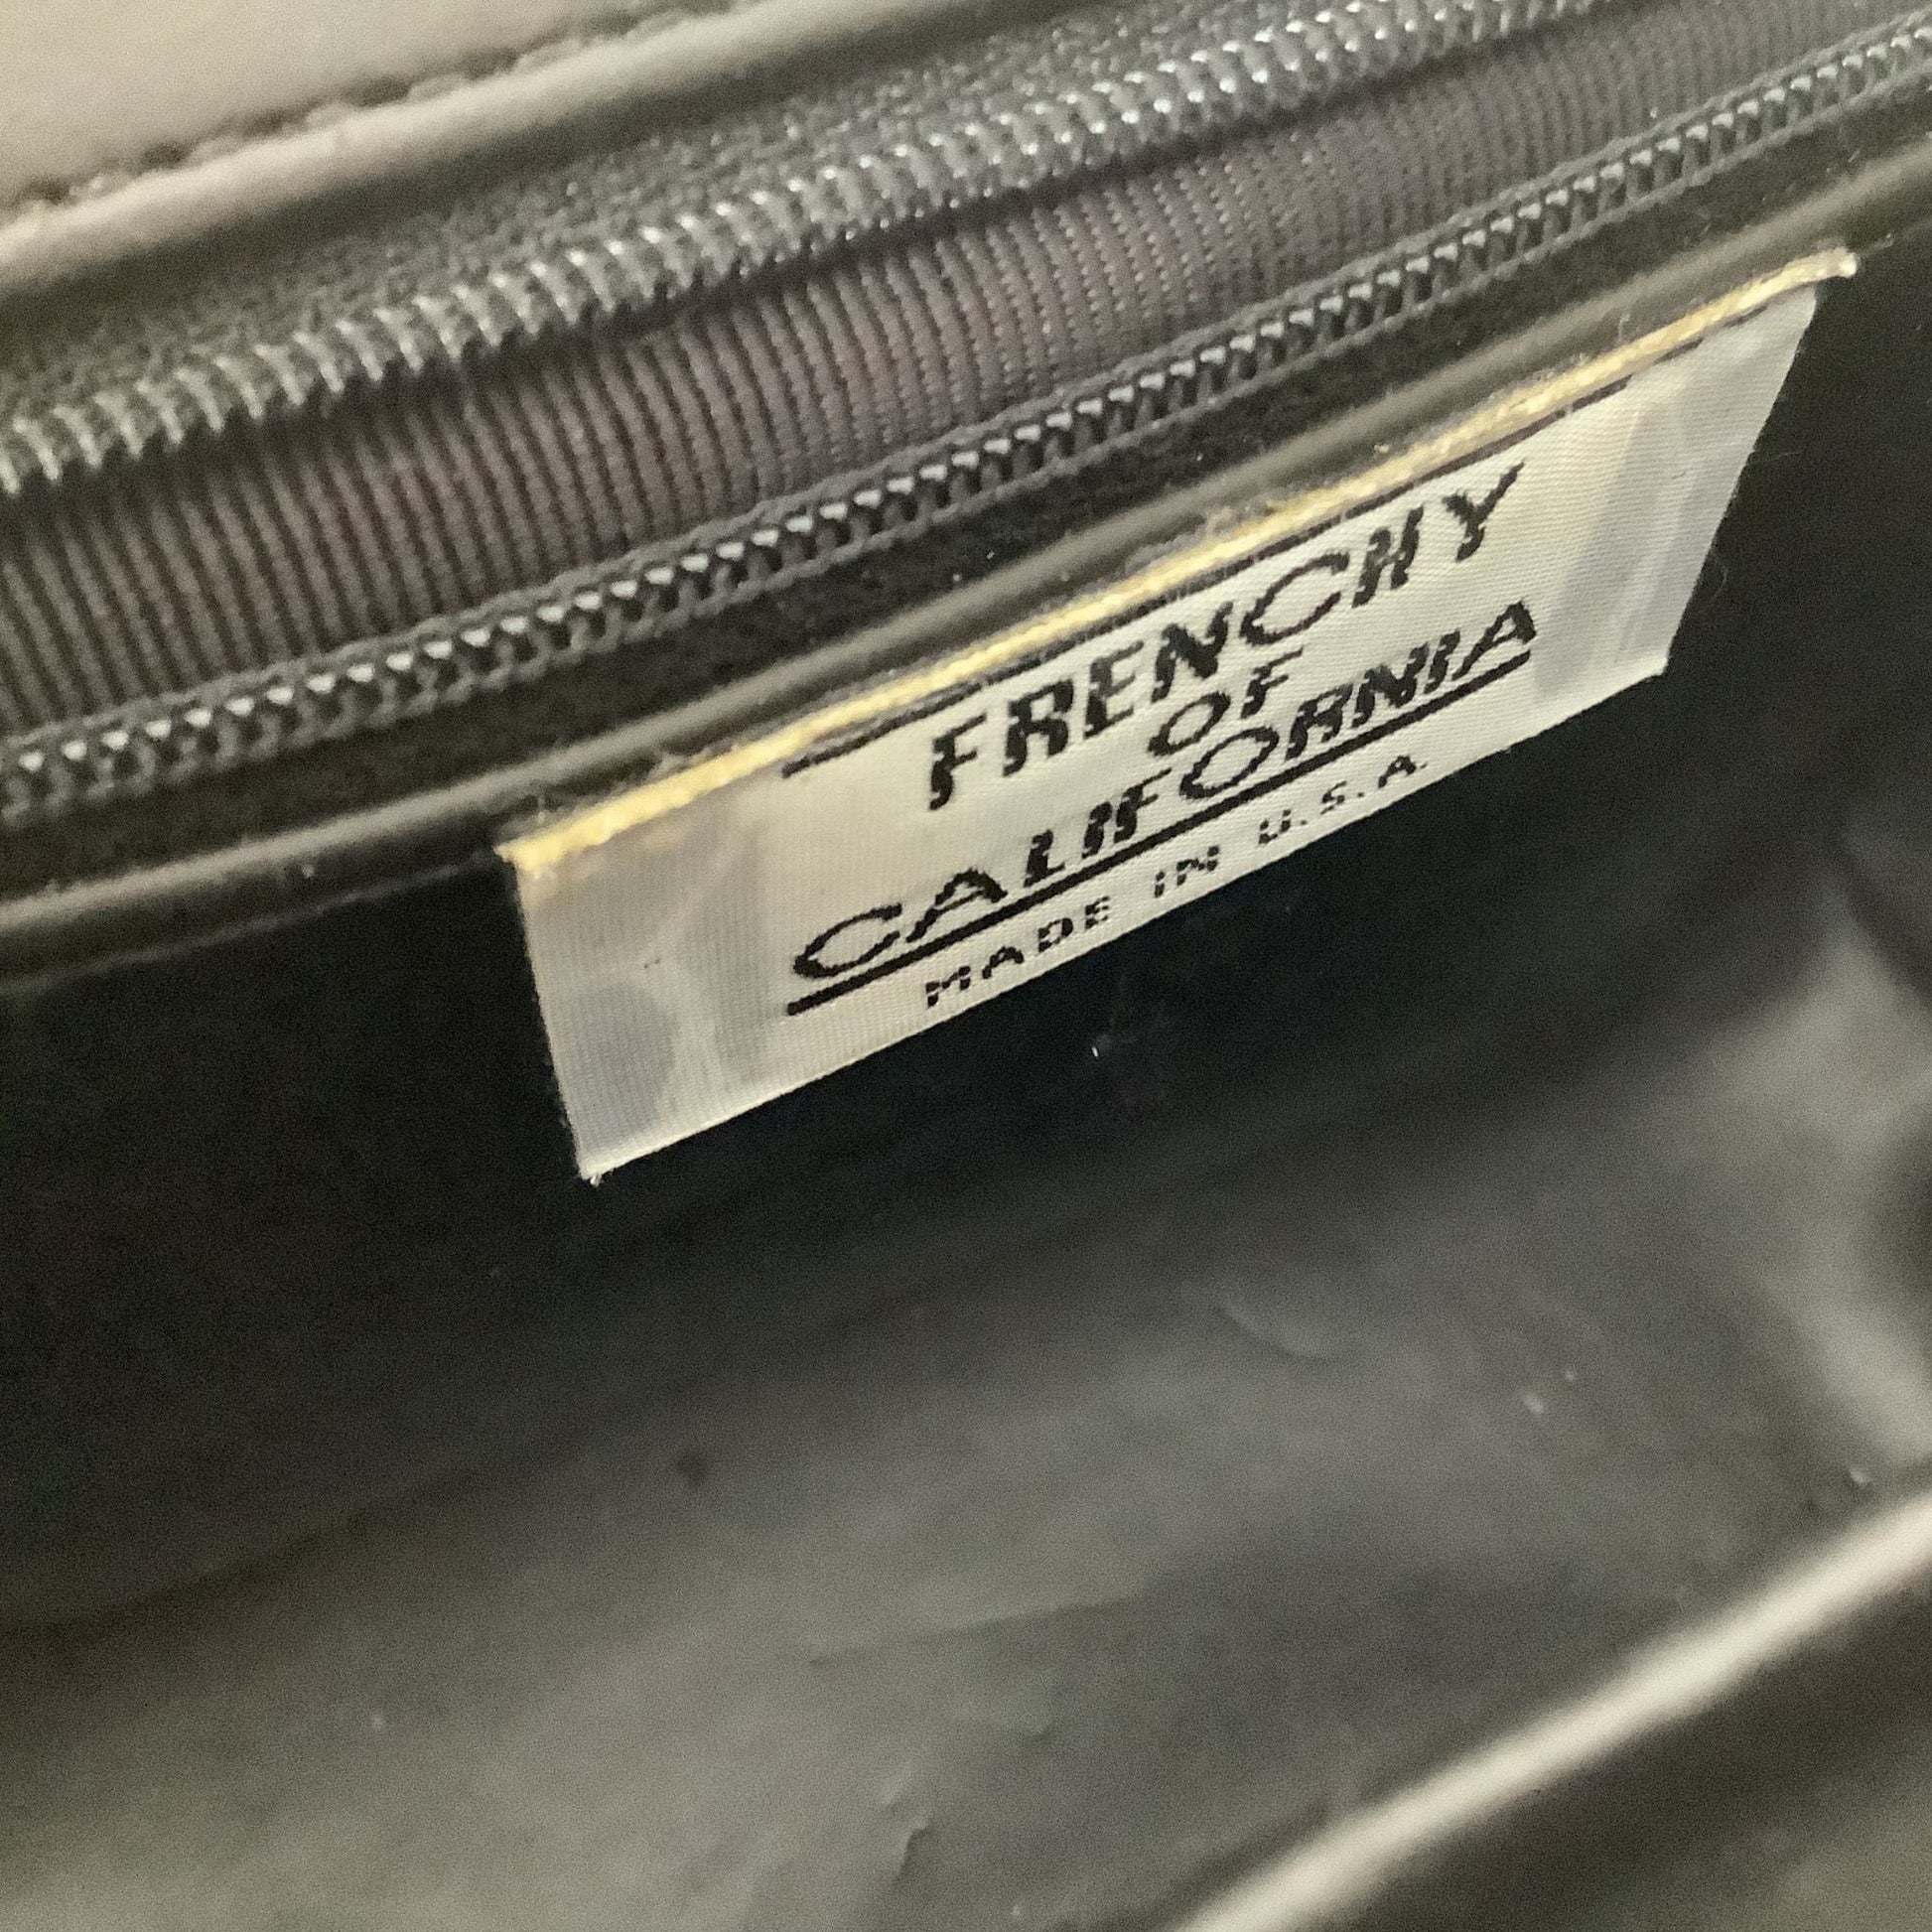 FRENCHY
OF
CALIFORNIA
MADE IN U.S.A.